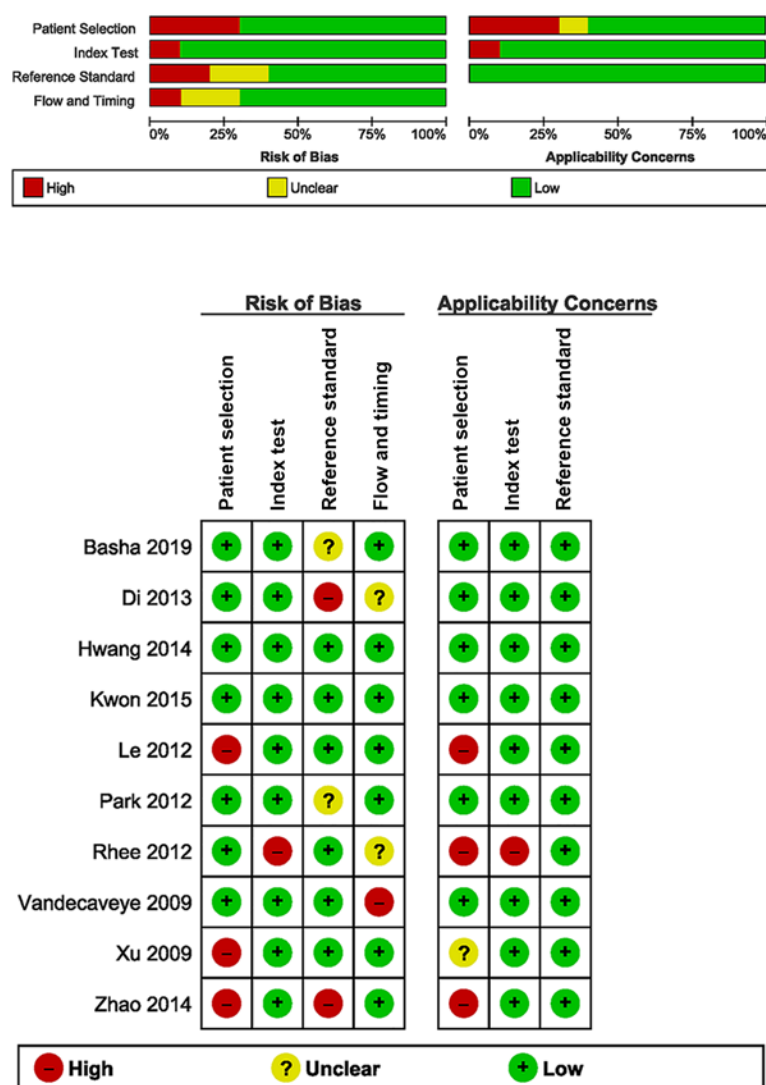 Patient Selection
Index Test
Reference Standard
Flow and Timing
0% 25% 50% 75% 100% 0% 25% 50% 75% 100%
Risk of Bias Applicability Concerns
High Unclear Low
Risk of Bias Applicability Concerns
Patient selection Index test Reference standard Flow and timing Patient selection Index test Reference standard
Basha 2019 + + ? + + + +
Di 2013 + + – ? + + +
Hwang 2014 + + + + + + +
Kwon 2015 + + + + + + +
Le 2012 – + + + – + +
Park 2012 + + ? + + + +
Rhee 2012 + – + ? – – +
Vandecaveye 2009 + + + – + + +
Xu 2009 – + + + ? + +
Zhao 2014 – + – + – + +
– High ? Unclear + Low